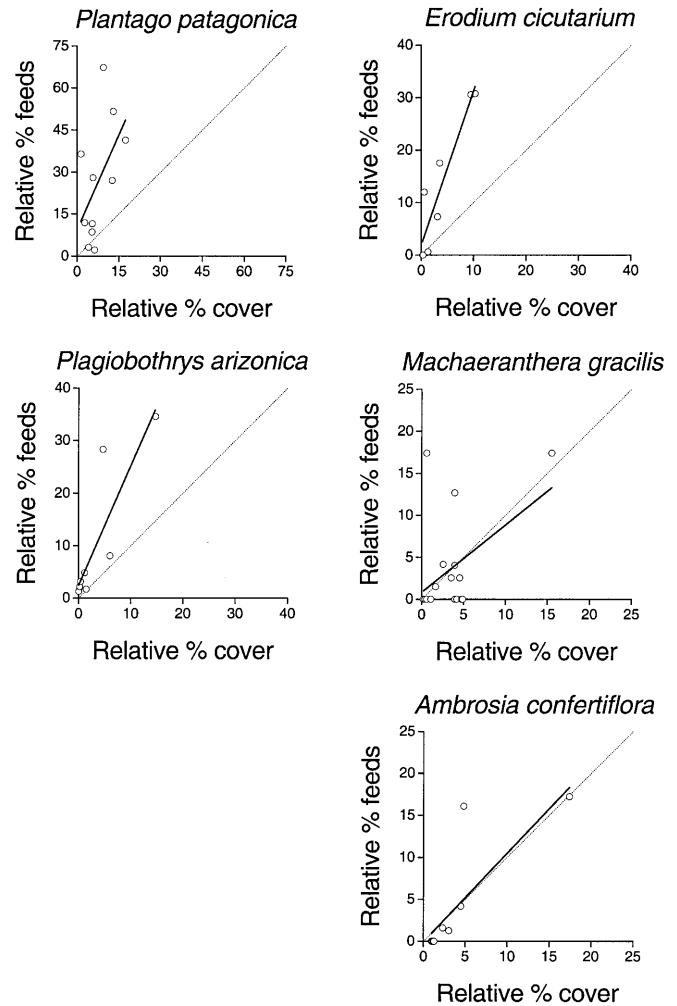 Plantago patagonica
75
60
45
30
15
0
Relative % feeds
0 15 30 45 60 75
Relative % cover
Erodium cicutarium
40
30
20
10
0
Relative % feeds
0 10 20 30 40
Relative % cover
Plagiobothrys arizonica
40
30
20
10
0
Relative % feeds
0 10 20 30 40
Relative % cover
Machaeranthera gracilis
25
20
15
10
5
0
Relative % feeds
0 5 10 15 20 25
Relative % cover
Ambrosia confertiflora
25
20
15
10
5
0
Relative % feeds
0 5 10 15 20 25
Relative % cover